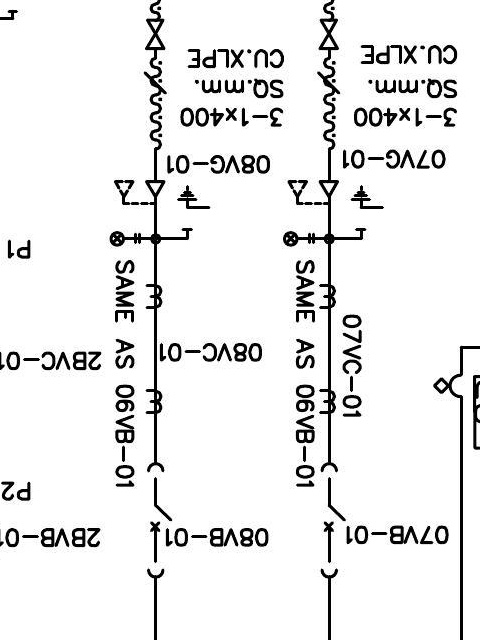 07VB-01
08VB-01
2BVB-01
P2
07VC-01
SAME AS 06VB-01
08VC-01
SAME AS 06VB-01
2BVC-01
P1
07VG-01
08VG-01
3-1x400
SQ.mm.
CU.XLPE
3-1x400
SQ.mm.
CU.XLPE